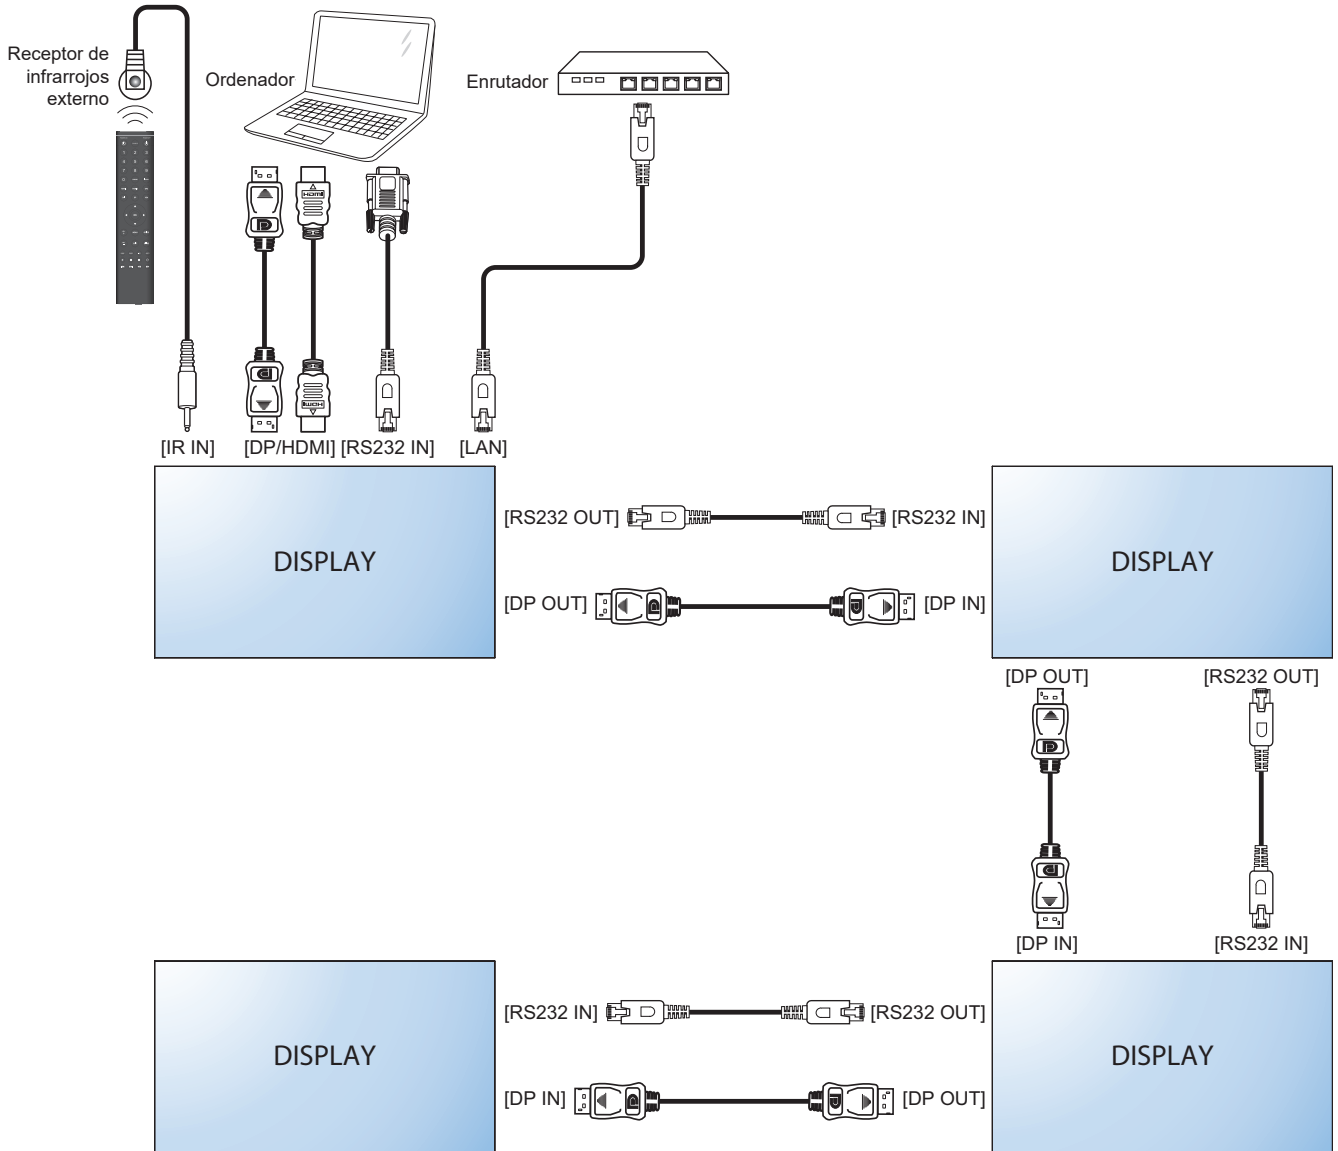 Receptor de
infrarrojos
externo
Ordenador
Enrutador
HDMI
HDMI
[IR IN]
[DP/HDMI]
[RS232 IN]
[LAN]
DISPLAY
[RS232 OUT]
[RS232 IN]
[DP OUT]
[DP IN]
DISPLAY
[DP OUT]
[RS232 OUT]
[DP IN]
[RS232 IN]
DISPLAY
[RS232 IN]
[RS232 OUT]
[DP IN]
[DP OUT]
DISPLAY